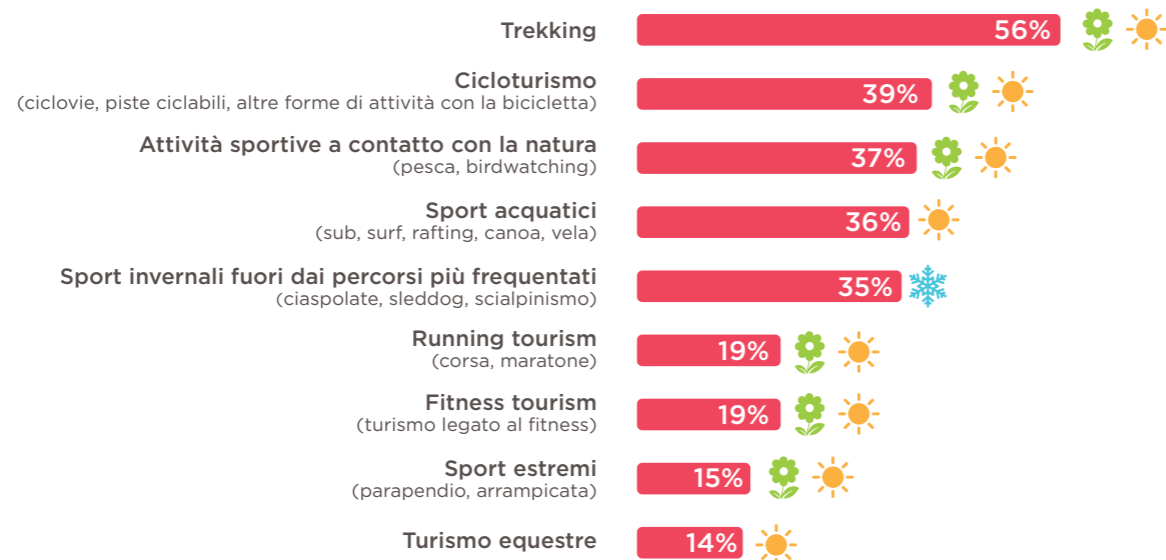 Trekking
56%
Cicloturismo
(ciclovie, piste ciclabili, altre forme di attività con la bicicletta)
39%
Attività sportive a contatto con la natura
(pesca, birdwatching)
37%
Sport acquatici
(sub, surf, rafting, canoa, vela)
36%
Sport invernali fuori dai percorsi più frequentati
(ciaspolate, sleddog, scialpinismo)
35%
Running tourism
(corsa, maratone)
19%
Fitness tourism
(turismo legato al fitness)
19%
Sport estremi
(parapendio, arrampicata)
15%
Turismo equestre
14%